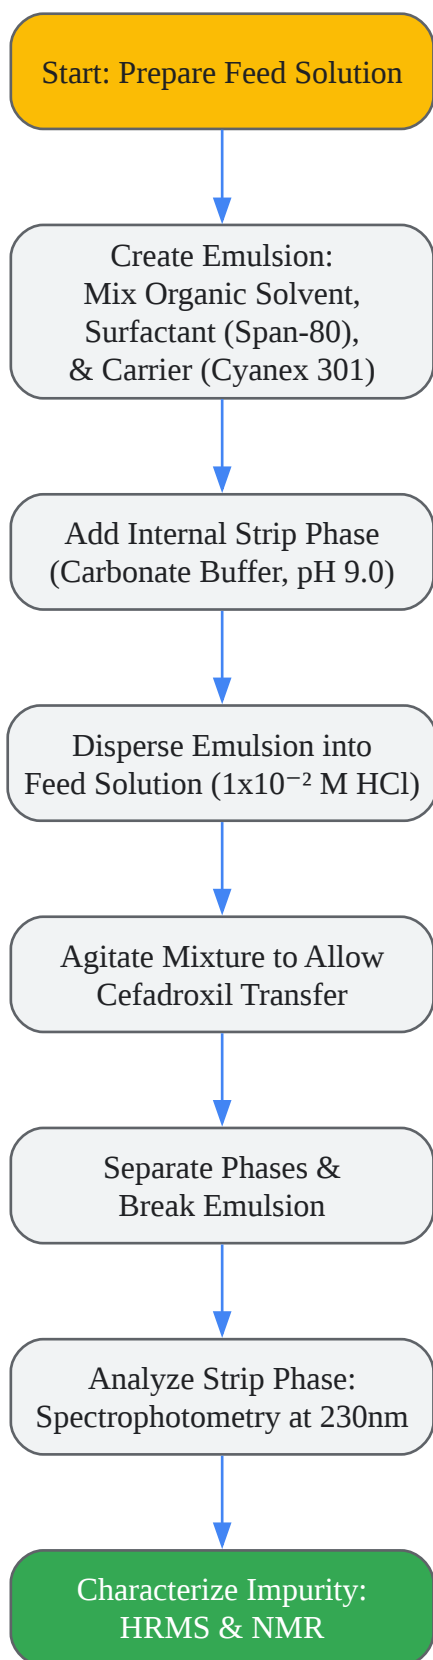 Start: Prepare Feed Solution
Create Emulsion:
Mix Organic Solvent,
Surfactant (Span-80),
& Carrier (Cyanex 301)
Add Internal Strip Phase
(Carbonate Buffer, pH 9.0)
Disperse Emulsion into
Feed Solution (1x10⁻² M HCl)
Agitate Mixture to Allow
Cefadroxil Transfer
Separate Phases &
Break Emulsion
Analyze Strip Phase:
Spectrophotometry at 230nm
Characterize Impurity:
HRMS & NMR